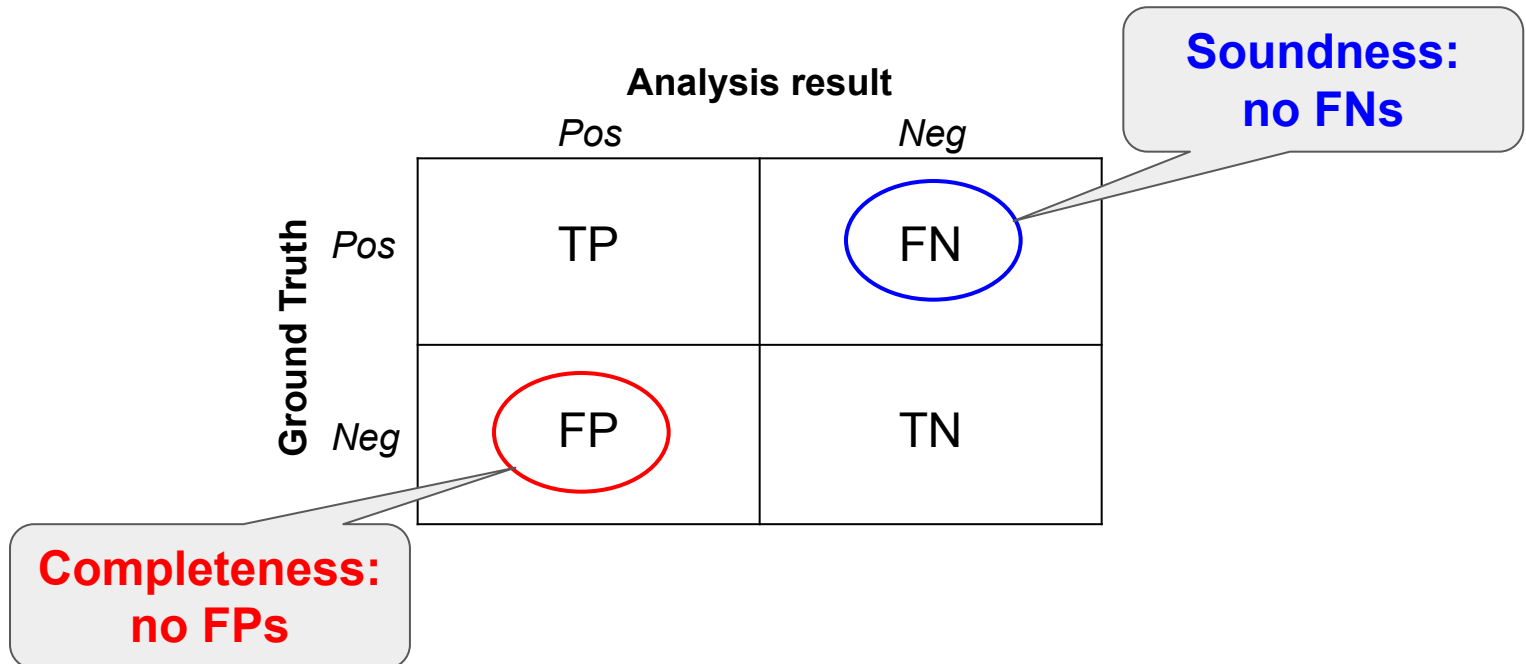 Soundness:
no FNs
Analysis result
Pos Neg
Ground Truth
Pos TP FN
Neg FP TN
Completeness:
no FPs